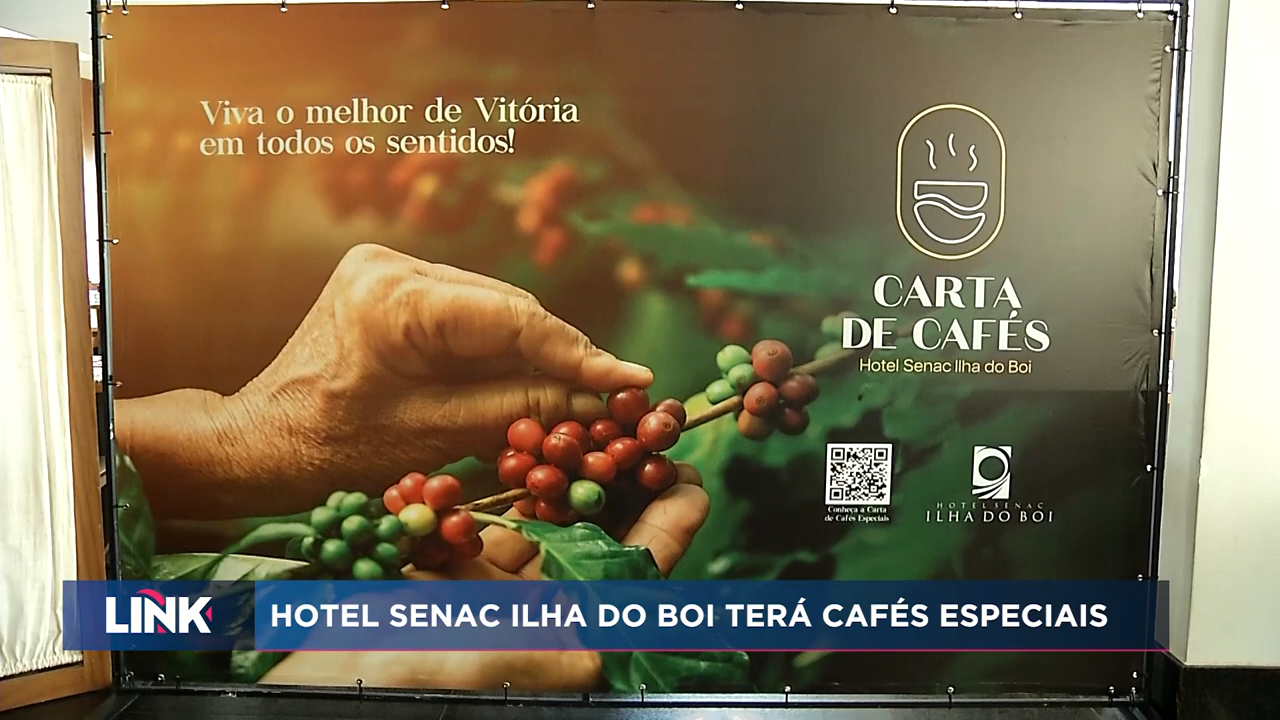 Viva o melhor de Vitória
em todos os sentidos!
CARTA
DE CAFÉS
Hotel Senac Ilha do Boi
Conheça a Carta
de Cafés Especiais
HOTEL SENAC
ILHA DO BOI
LINK
HOTEL SENAC ILHA DO BOI TERÁ CAFÉS ESPECIAIS